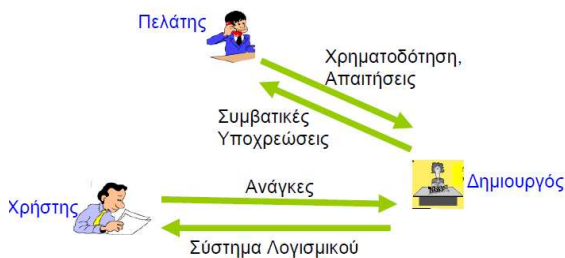 Πελάτης
Χρηματοδότηση,
Απαιτήσεις
Συμβατικές
Υποχρεώσεις
Δημιουργός
Ανάγκες
Χρήστης
Σύστημα Λογισμικού